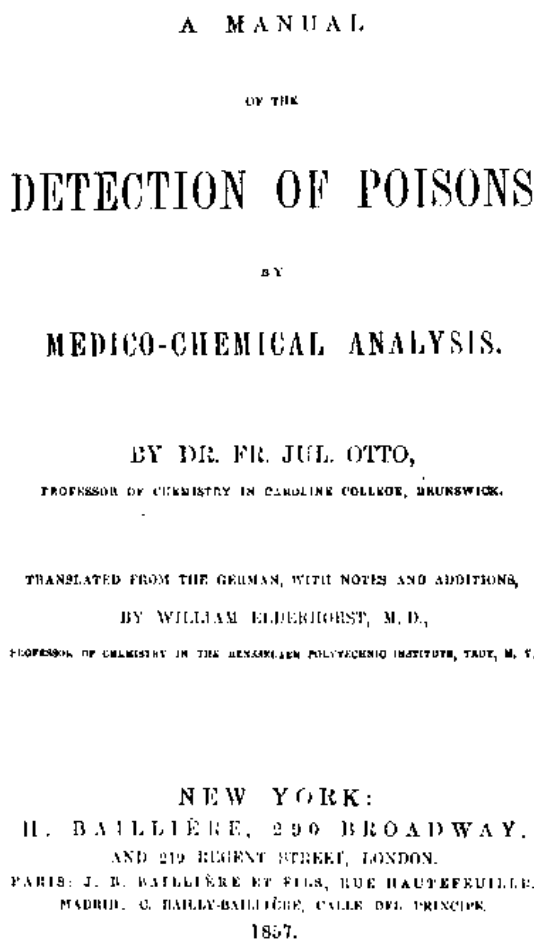 A MANUAL
OF THE
DETECTION OF POISONS
BY
MEDICO-CHEMICAL ANALYSIS.
BY DR. FR. JUL. OTTO,
PROFESSOR OF CHEMISTRY IN CAROLINE COLLEGE, BRUNSWICK.
TRANSLATED FROM THE GERMAN, WITH NOTES AND ADDITIONS,
BY WILLIAM ELDERHORST, M. D.,
PROFESSOR OF CHEMISTRY IN THE RENSSELAER POLYTECHNIC INSTITUTE, TROY, N. Y.
NEW YORK:
H. BAILLIÈRE, 290 BROADWAY.
AND 219 REGENT STREET, LONDON.
PARIS: J. B. BAILLIÈRE ET FILS, RUE HAUTEFEUILLE.
MADRID. C. BAILLY-BAILLIÈRE, CALLE DEL PRINCIPE.
1857.